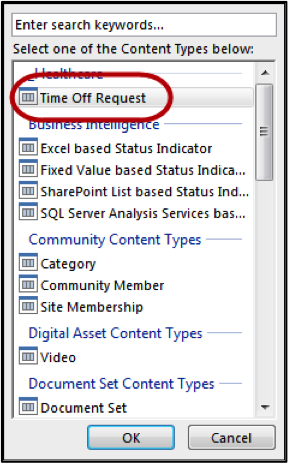 Enter search keywords...
Select one of the Content Types below:
_Healthcare
Time Off Request
Business Intelligence
Excel based Status Indicator
Fixed Value based Status Indica...
SharePoint List based Status Ind...
SQL Server Analysis Services bas...
Community Content Types
Category
Community Member
Site Membership
Digital Asset Content Types
Video
Document Set Content Types
Document Set
OK Cancel